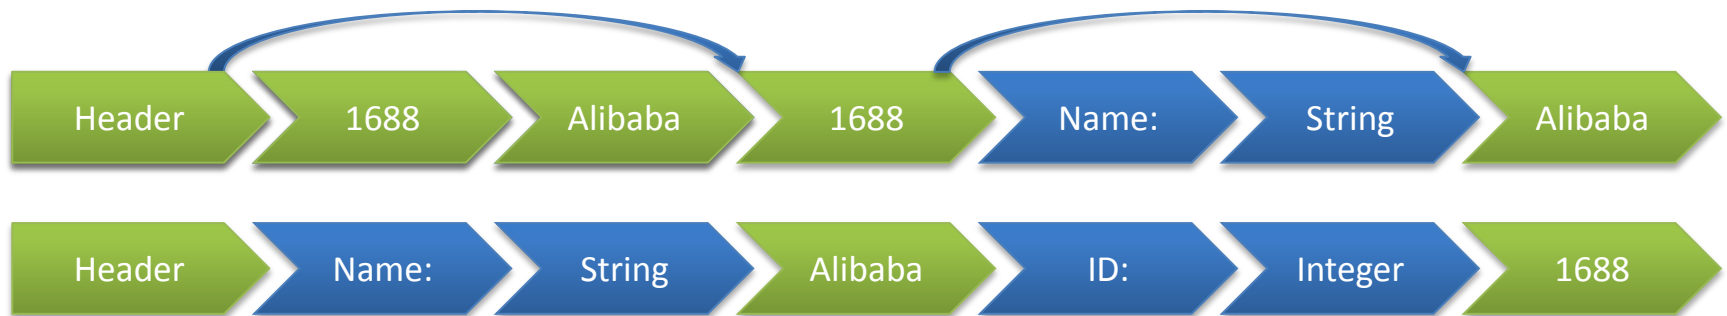 Header 1688 Alibaba 1688 Name: String Alibaba
Header Name: String Alibaba ID: Integer 1688